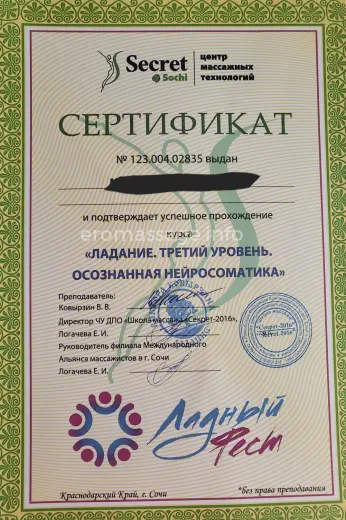 Secret
Sochi
центр
массажных
технологий
СЕРТИФИКАТ
№ 123.004.02835 выдан
и подтверждает успешное прохождение
курса
eromassage.info
«ЛАДАНИЕ. ТРЕТИЙ УРОВЕНЬ.
ОСОЗНАННАЯ НЕЙРОСОМАТИКА»
Преподаватель:
Ковырзин В. В.
Директор ЧУ ДПО «Школа массажа «Секрет-2016»,
Логачева Е. И.
Руководитель филиала Международного
Альянса массажистов в г. Сочи
Логачева Е. И.
"Секрет-2016"
Ладный
Фест
Краснодарский Край, г. Сочи
*без права преподавания